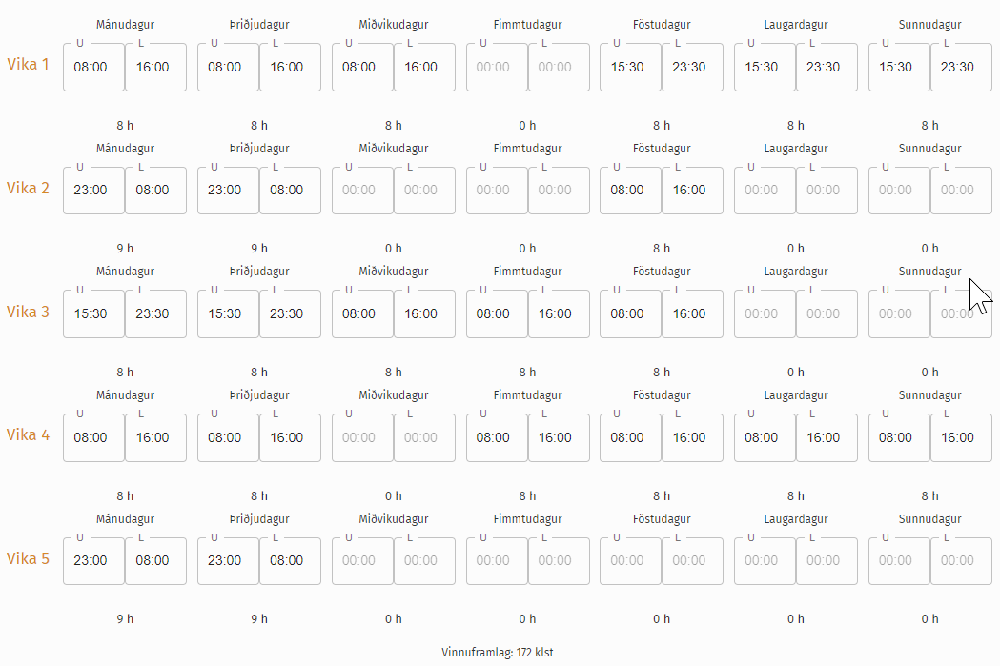 Mánudagur Þriðjudagur Miðvikudagur Fimmtudagur Föstudagur Laugardagur Sunnudagur
U L U L U L U L U L U L U L
Vika 1 08:00 16:00 08:00 16:00 08:00 16:00 00:00 00:00 15:30 23:30 15:30 23:30 15:30 23:30
8 h 8 h 8 h 0 h 8 h 8 h 8 h
Mánudagur Þriðjudagur Miðvikudagur Fimmtudagur Föstudagur Laugardagur Sunnudagur
U L U L U L U L U L U L U L
Vika 2 23:00 08:00 23:00 08:00 00:00 00:00 00:00 00:00 08:00 16:00 00:00 00:00 00:00 00:00
9 h 9 h 0 h 0 h 8 h 0 h 0 h
Mánudagur Þriðjudagur Miðvikudagur Fimmtudagur Föstudagur Laugardagur Sunnudagur
U L U L U L U L U L U L U L
Vika 3 15:30 23:30 15:30 23:30 08:00 16:00 08:00 16:00 08:00 16:00 00:00 00:00 00:00 00:00
8 h 8 h 8 h 8 h 8 h 0 h 0 h
Mánudagur Þriðjudagur Miðvikudagur Fimmtudagur Föstudagur Laugardagur Sunnudagur
U L U L U L U L U L U L U L
Vika 4 08:00 16:00 08:00 16:00 00:00 00:00 08:00 16:00 08:00 16:00 08:00 16:00 08:00 16:00
8 h 8 h 0 h 8 h 8 h 8 h 8 h
Mánudagur Þriðjudagur Miðvikudagur Fimmtudagur Föstudagur Laugardagur Sunnudagur
U L U L U L U L U L U L U L
Vika 5 23:00 08:00 23:00 08:00 00:00 00:00 00:00 00:00 00:00 00:00 00:00 00:00 00:00 00:00
9 h 9 h 0 h 0 h 0 h 0 h 0 h
Vinnuframlag: 172 klst